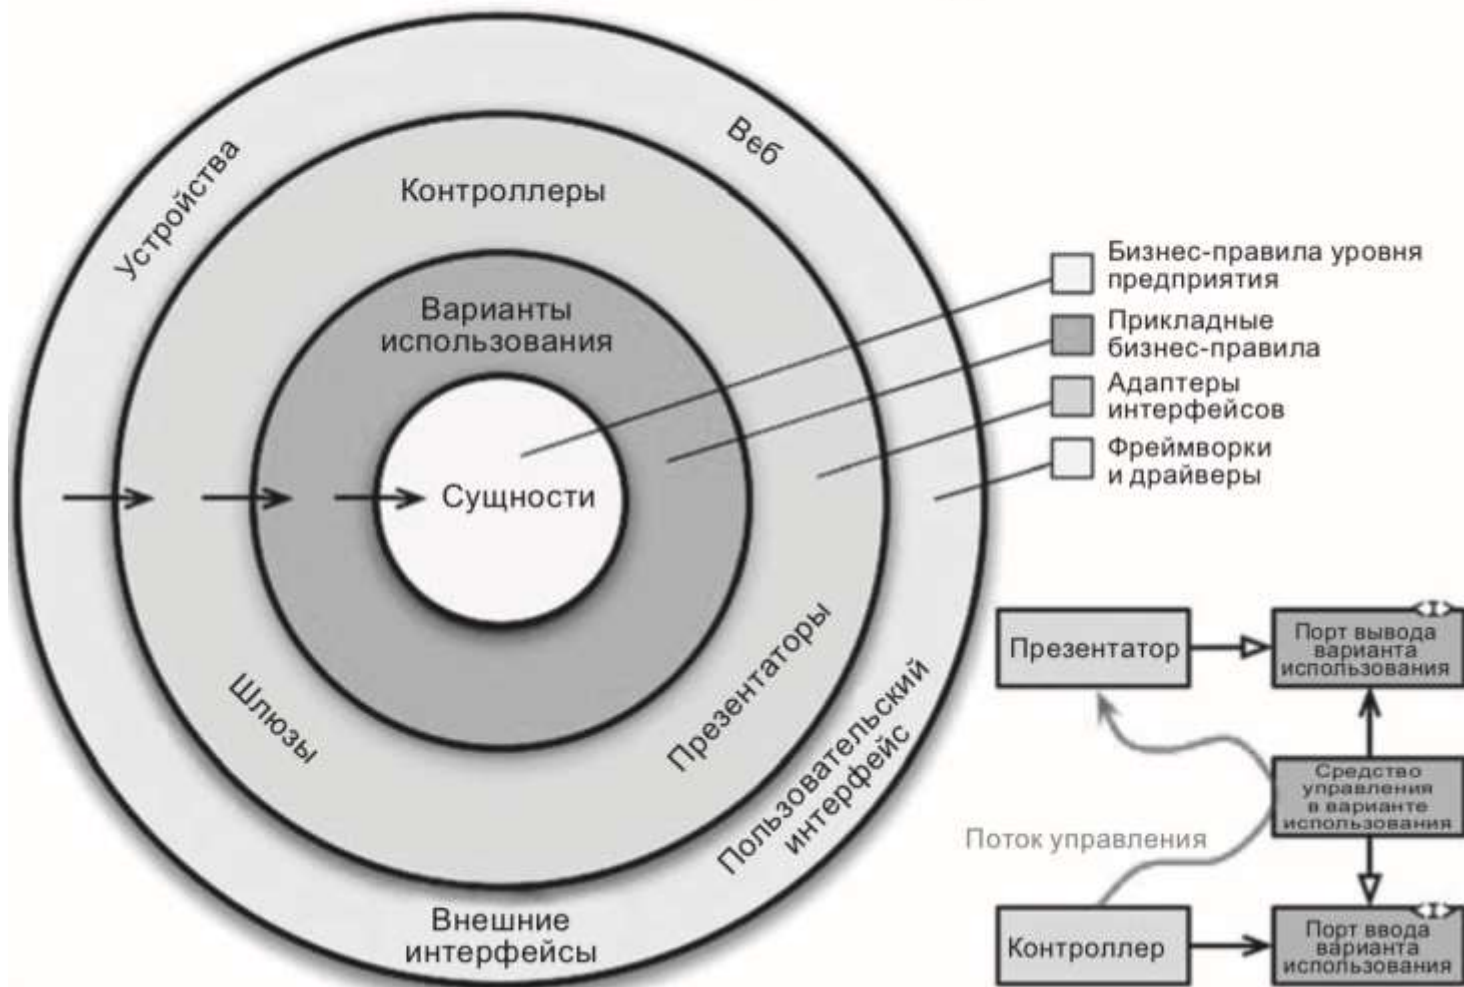 Устройства
Веб
Контроллеры
Варианты
использования
Сущности
Шлюзы
Презентаторы
Пользовательский
интерфейс
Внешние
интерфейсы
Бизнес-правила уровня
предприятия
Прикладные
бизнес-правила
Адаптеры
интерфейсов
Фреймворки
и драйверы
Презентатор
Порт вывода
варианта
использования
Средство
управления
в варианте
использования
Поток управления
Контроллер
Порт ввода
варианта
использования